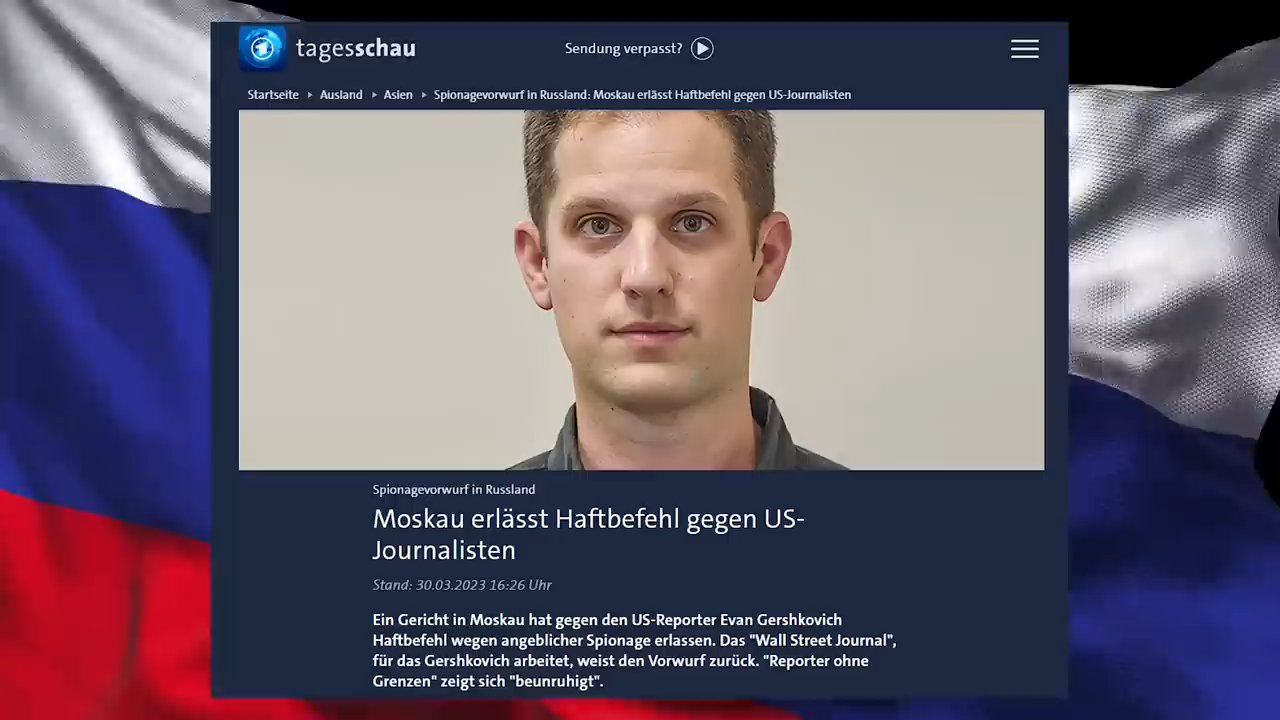 tagesschau
Sendung verpasst?
Startseite Ausland Asien Spionagevorwurf in Russland: Moskau erlässt Haftbefehl gegen US-Journalisten
Spionagevorwurf in Russland
Moskau erlässt Haftbefehl gegen US-
Journalisten
Stand: 30.03.2023 16:26 Uhr
Ein Gericht in Moskau hat gegen den US-Reporter Evan Gershkovich
Haftbefehl wegen angeblicher Spionage erlassen. Das "Wall Street Journal",
für das Gershkovich arbeitet, weist den Vorwurf zurück. "Reporter ohne
Grenzen" zeigt sich "beunruhigt".